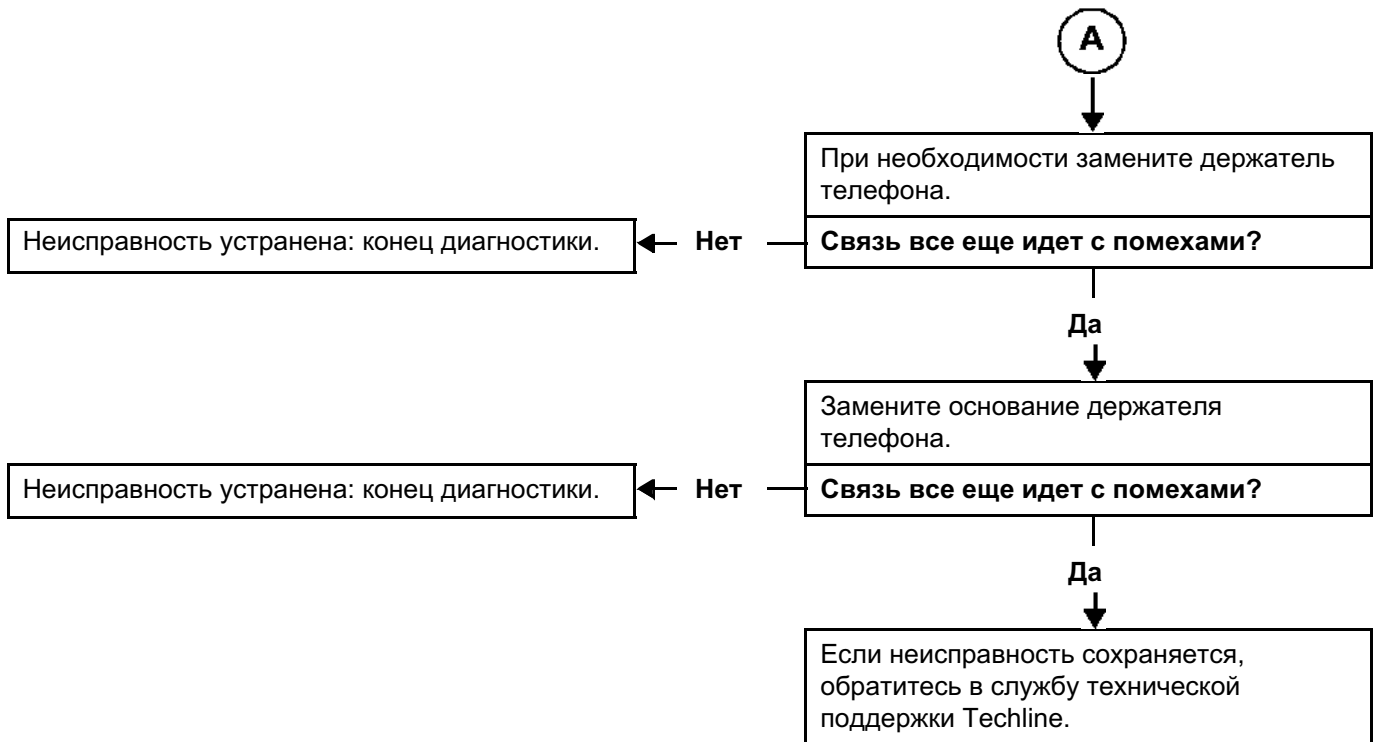 A
При необходимости замените держатель
телефона.
Неисправность устранена: конец диагностики.
Нет
Связь все еще идет с помехами?
Да
Замените основание держателя
телефона.
Неисправность устранена: конец диагностики.
Нет
Связь все еще идет с помехами?
Да
Если неисправность сохраняется,
обратитесь в службу технической
поддержки Techline.